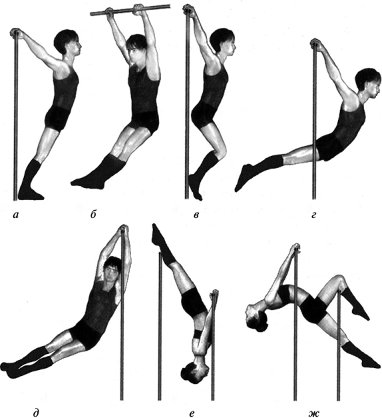 а б в г
д е ж